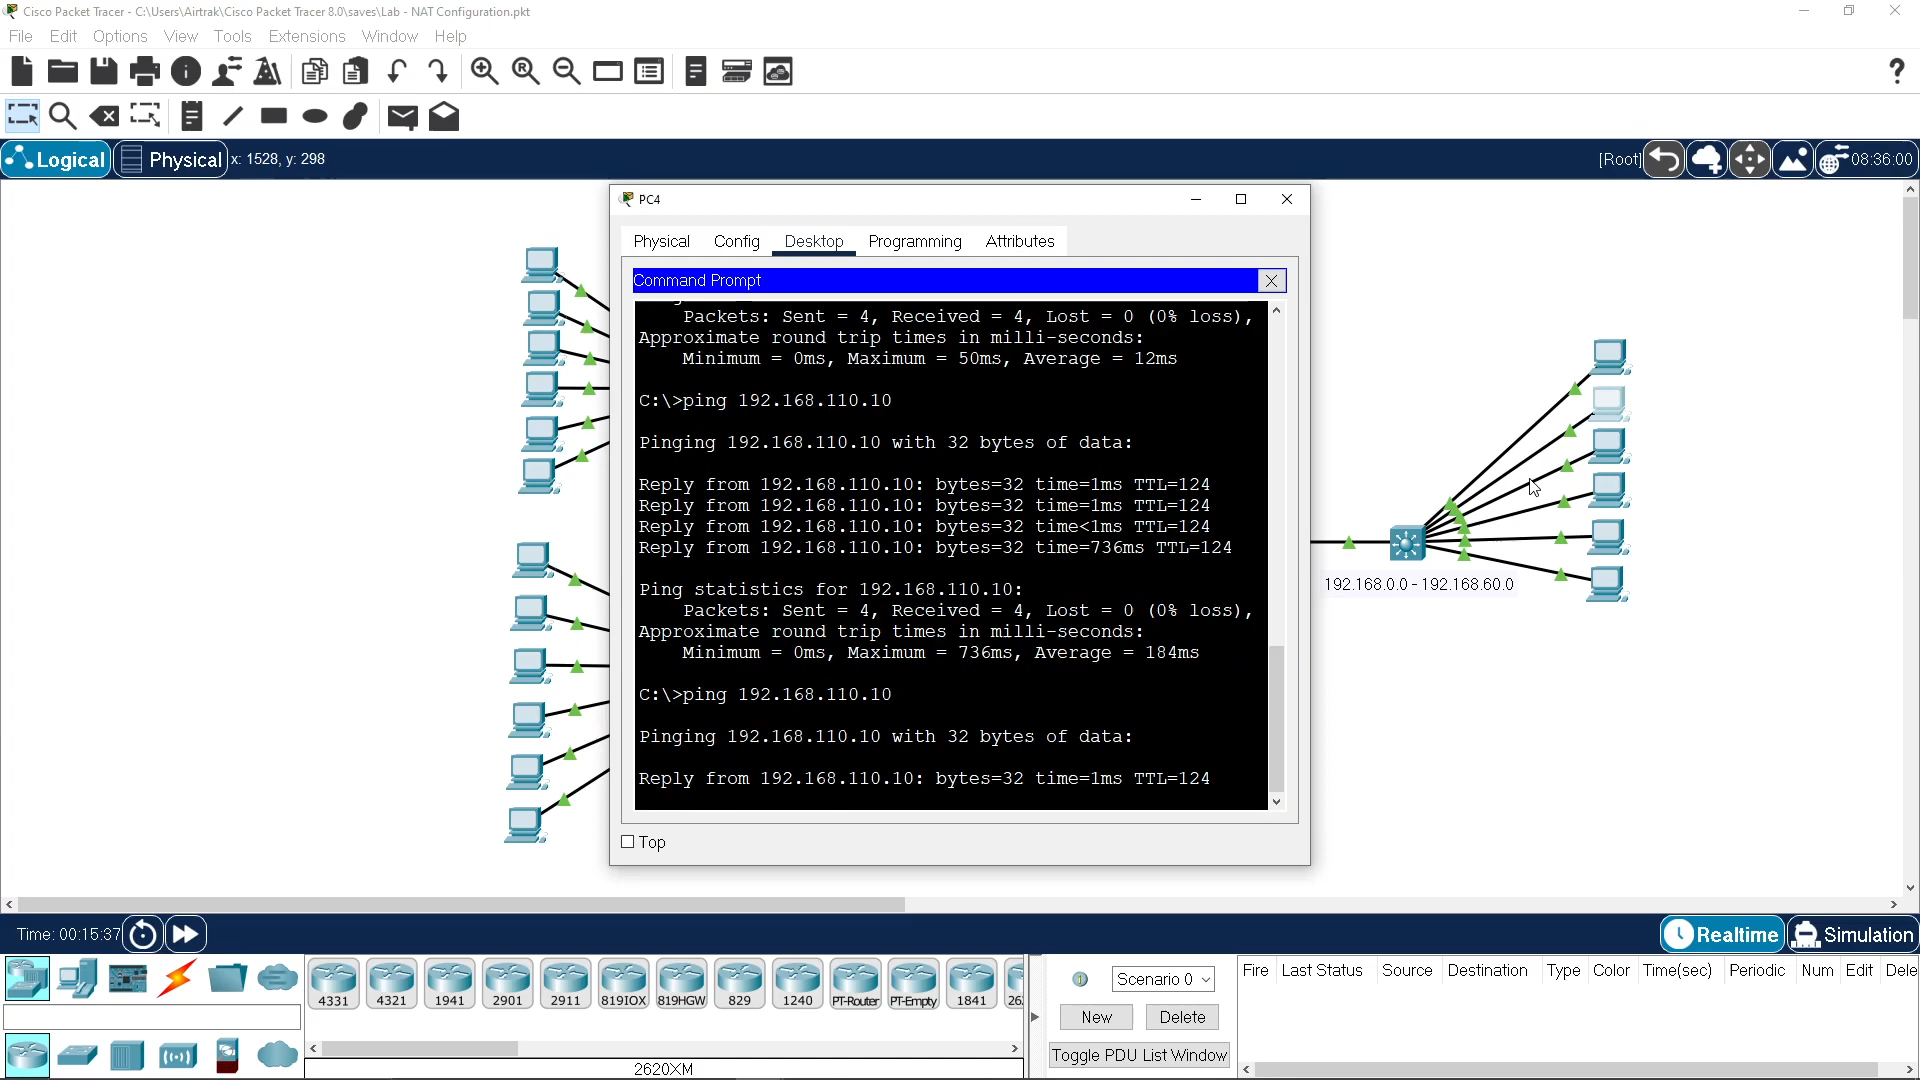 Cisco Packet Tracer - C:\Users\Airtrak\Cisco Packet Tracer 8.0\saves\Lab - NAT Configuration.pkt
File Edit Options View Tools Extensions Window Help
Logical Physical x: 1528, y: 298 [Root] 08:36:00
PC4
Physical Config Desktop Programming Attributes
Command Prompt X
Packets: Sent = 4, Received = 4, Lost = 0 (0% loss),
Approximate round trip times in milli-seconds:
Minimum = 0ms, Maximum = 50ms, Average = 12ms
C:\>ping 192.168.110.10
Pinging 192.168.110.10 with 32 bytes of data:
Reply from 192.168.110.10: bytes=32 time=1ms TTL=124
Reply from 192.168.110.10: bytes=32 time=1ms TTL=124
Reply from 192.168.110.10: bytes=32 time<1ms TTL=124
Reply from 192.168.110.10: bytes=32 time=736ms TTL=124
Ping statistics for 192.168.110.10:
Packets: Sent = 4, Received = 4, Lost = 0 (0% loss),
Approximate round trip times in milli-seconds:
Minimum = 0ms, Maximum = 736ms, Average = 184ms
C:\>ping 192.168.110.10
Pinging 192.168.110.10 with 32 bytes of data:
Reply from 192.168.110.10: bytes=32 time=1ms TTL=124
Top
192.168.0.0 - 192.168.60.0
Time: 00:15:37 Realtime Simulation
4331 4321 1941 2901 2911 819IOX 819HGW 829 1240 PT-Router PT-Empty 1841 26
2620XM
Scenario 0
New Delete
Toggle PDU List Window
Fire Last Status Source Destination Type Color Time(sec) Periodic Num Edit Dele